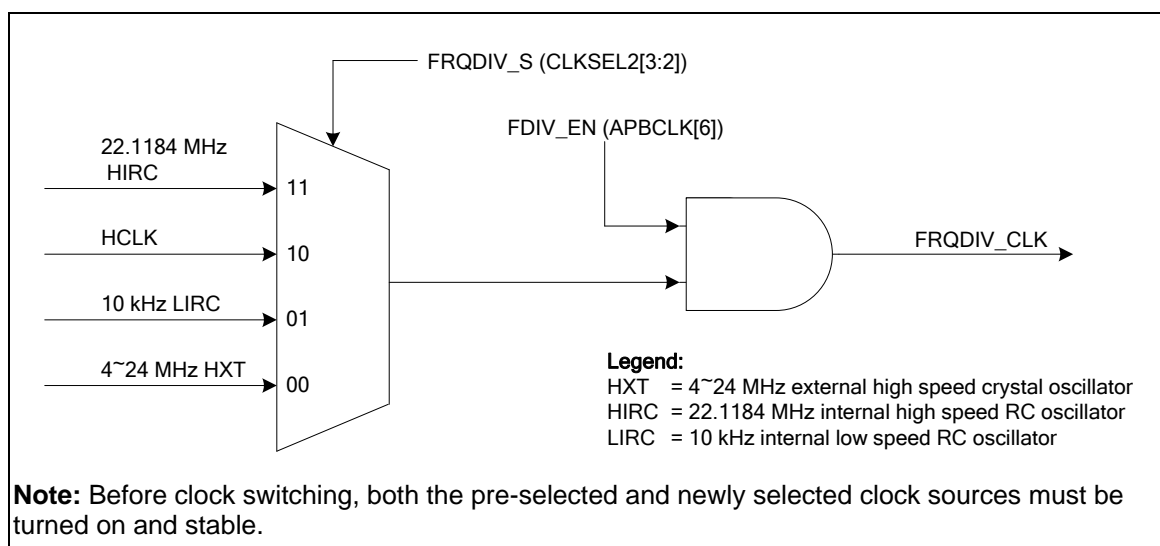 FRQDIV_S (CLKSEL2[3:2])
FDIV_EN (APBCLK[6])
22.1184 MHz
HIRC
11
HCLK
10
10 kHz LIRC
01
4~24 MHz HXT
00
FRQDIV_CLK
Legend:
HXT = 4~24 MHz external high speed crystal oscillator
HIRC = 22.1184 MHz internal high speed RC oscillator
LIRC = 10 kHz internal low speed RC oscillator
Note: Before clock switching, both the pre-selected and newly selected clock sources must be
turned on and stable.